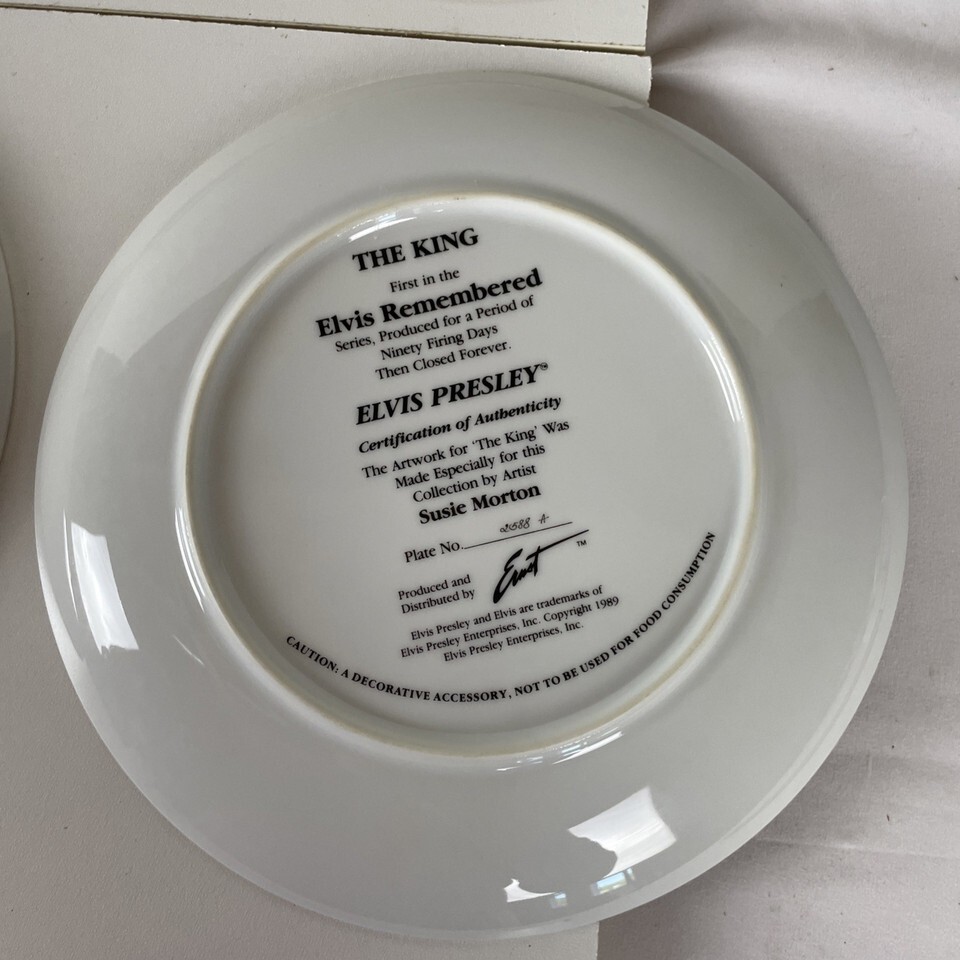 THE KING
First in the
Elvis Remembered
Series, Produced for a Period of
Ninety Firing Days
Then Closed Forever.
ELVIS PRESLEY
Certification of Authenticity
The Artwork for 'The King' Was
Made Especially for this
Collection by Artist
Susie Morton
Plate No. 2588 A
Produced and
Distributed by Ernst ™
Elvis Presley and Elvis are trademarks of
Elvis Presley Enterprises, Inc. Copyright 1989
Elvis Presley Enterprises, Inc.
CAUTION: A DECORATIVE ACCESSORY, NOT TO BE USED FOR FOOD CONSUMPTION